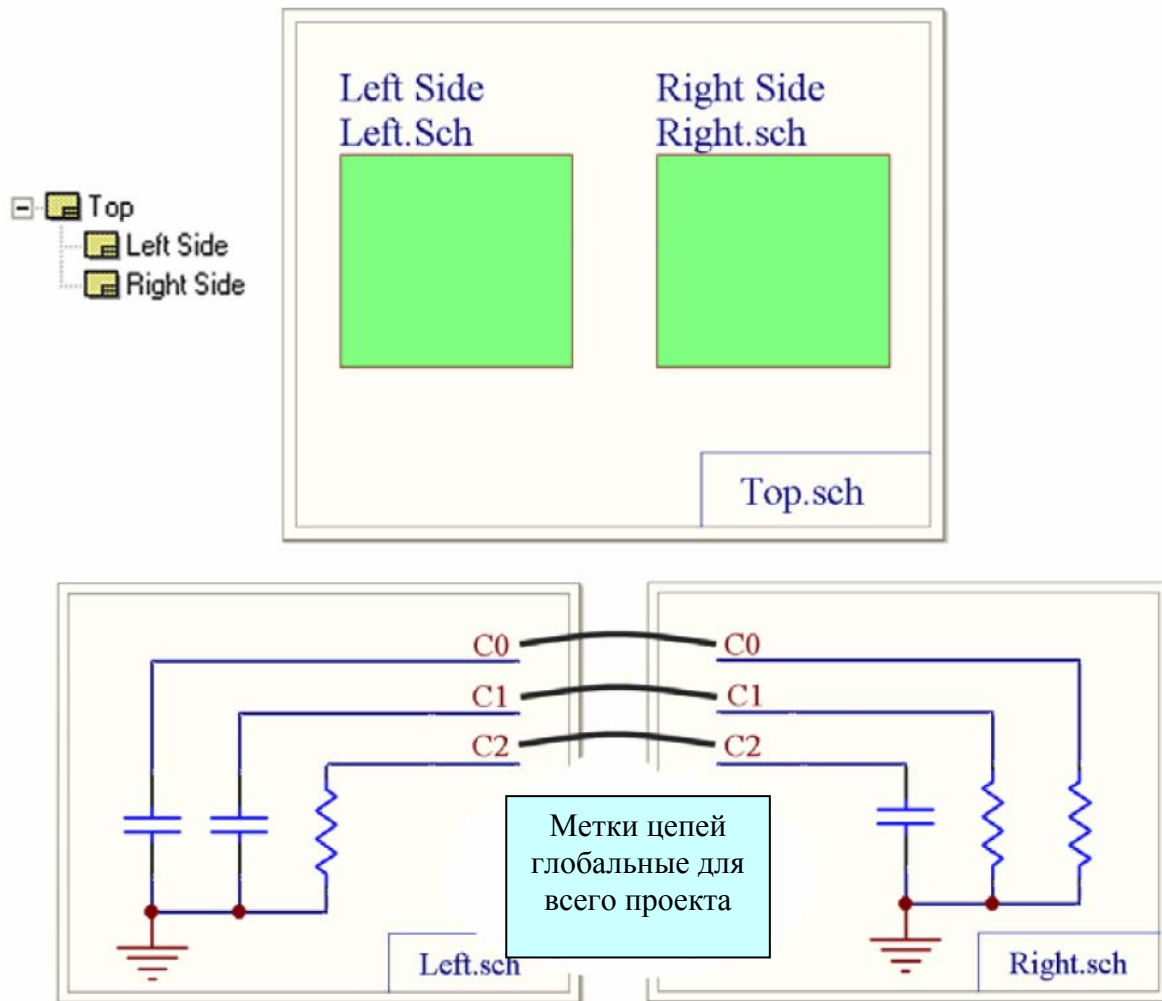 Left Side
Left.Sch
Right Side
Right.sch
Top
Left Side
Right Side
Top.sch
C0
C1
C2
C0
C1
C2
Метки цепей
глобальные для
всего проекта
Left.sch
Right.sch